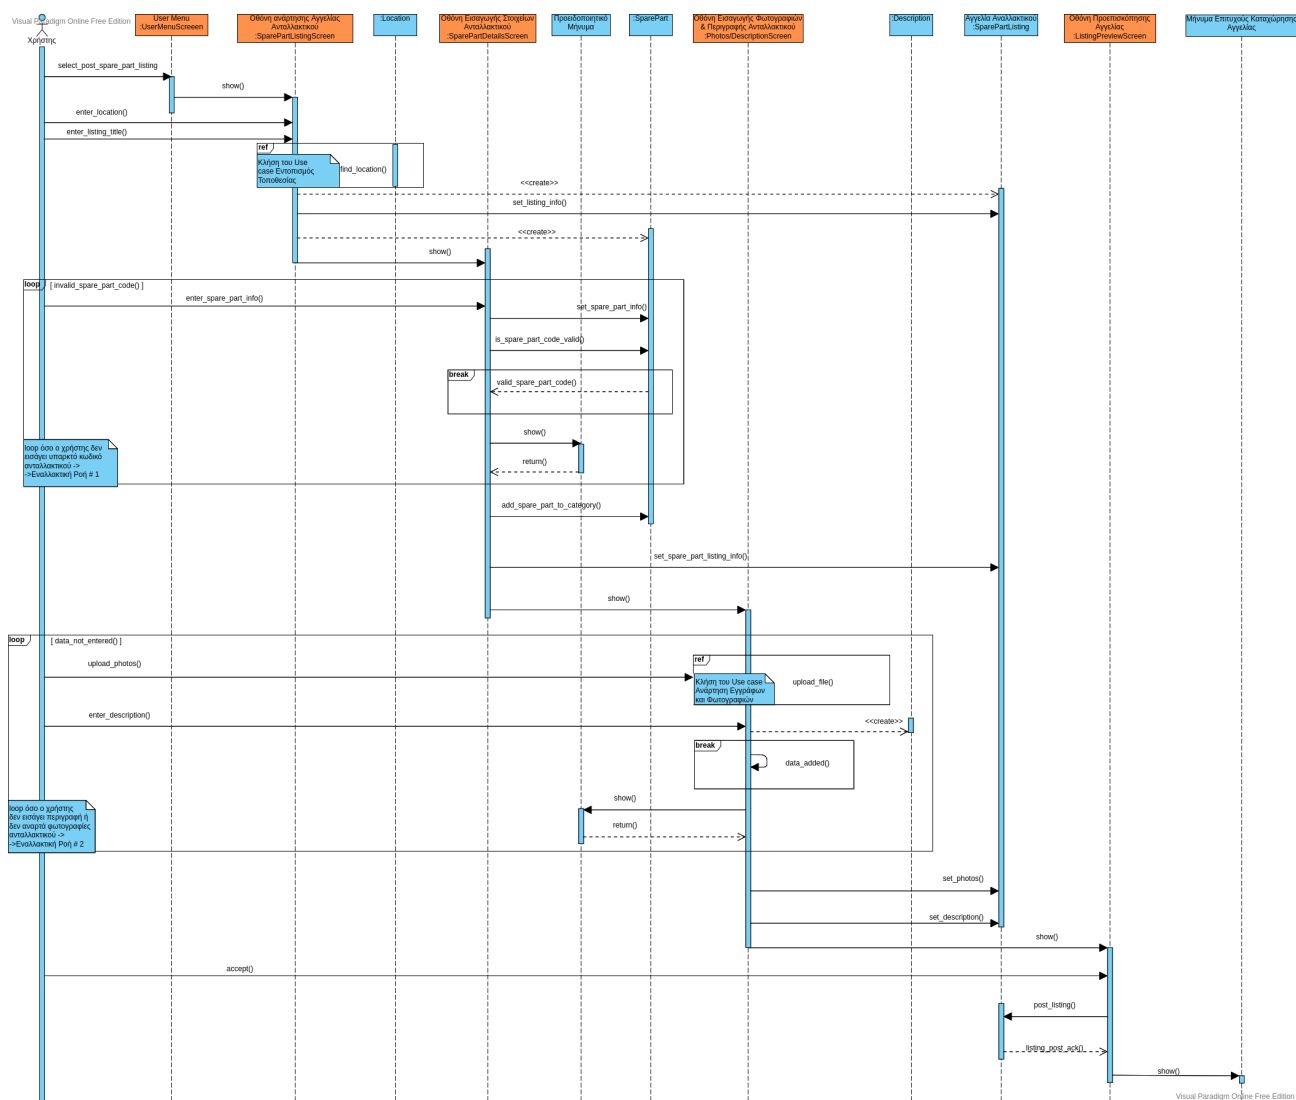 Visual Paradigm Online Free Edition
Χρήστης
User Menu
:UserMenuScreeen
Οθόνη ανάρτησης Αγγελίας
Ανταλλακτικού
:SparePartListingScreen
:Location
Οθόνη Εισαγωγής Στοιχείων
Ανταλλακτικού
:SparePartDetailsScreen
Προειδοποιητικό
Μήνυμα
:SparePart
Οθόνη Εισαγωγής Φωτογραφιών
& Περιγραφής Ανταλλακτικού
:Photos/DescriptionScreen
:Description
Αγγελία Ανταλλακτικού
:SparePartListing
Οθόνη Προεπισκόπησης
Αγγελίας
:ListingPreviewScreen
Μήνυμα Επιτυχούς Καταχώρησης
Αγγελίας
select_post_spare_part_listing
show()
enter_location()
enter_listing_title()
ref
Κλήση του Use
case Εντοπισμός
Τοποθεσίας
find_location()
<<create>>
set_listing_info()
<<create>>
show()
loop
[ invalid_spare_part_code() ]
enter_spare_part_info()
set_spare_part_info()
is_spare_part_code_valid()
break
valid_spare_part_code()
show()
return()
loop όσο ο χρήστης δεν
εισάγει υπαρκτό κωδικό
ανταλλακτικού ->
->Εναλλακτική Ροή # 1
add_spare_part_to_category()
set_spare_part_listing_info()
show()
loop
[ data_not_entered() ]
upload_photos()
ref
Κλήση του Use case
Ανάρτηση Εγγράφων
και Φωτογραφιών
upload_file()
enter_description()
<<create>>
break
data_added()
show()
return()
loop όσο ο χρήστης
δεν εισάγει περιγραφή ή
δεν αναρτά φωτογραφίες
ανταλλακτικού ->
->Εναλλακτική Ροή # 2
set_photos()
set_description()
show()
accept()
post_listing()
listing_post_ack()
show()
Visual Paradigm Online Free Edition